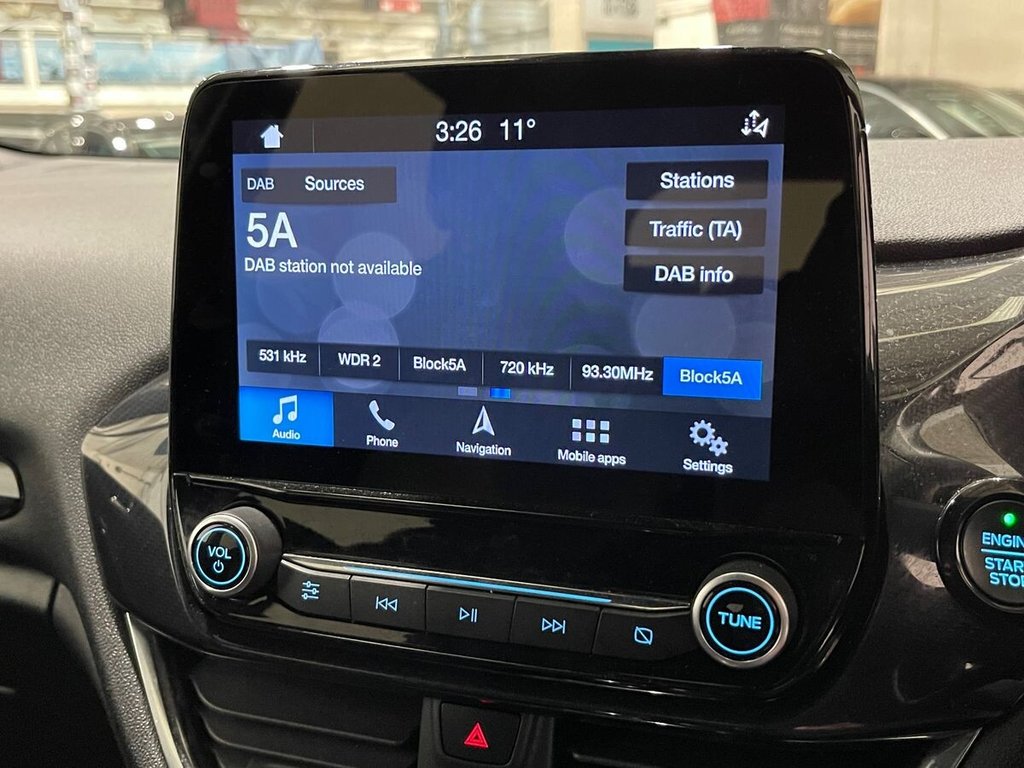 3:26 11°
DAB Sources
5A
DAB station not available
Stations
Traffic (TA)
DAB info
531 kHz WDR 2 Block5A 720 kHz 93.30MHz Block5A
Audio Phone Navigation Mobile apps Settings
VOL
TUNE
ENGIN
STAR
STO